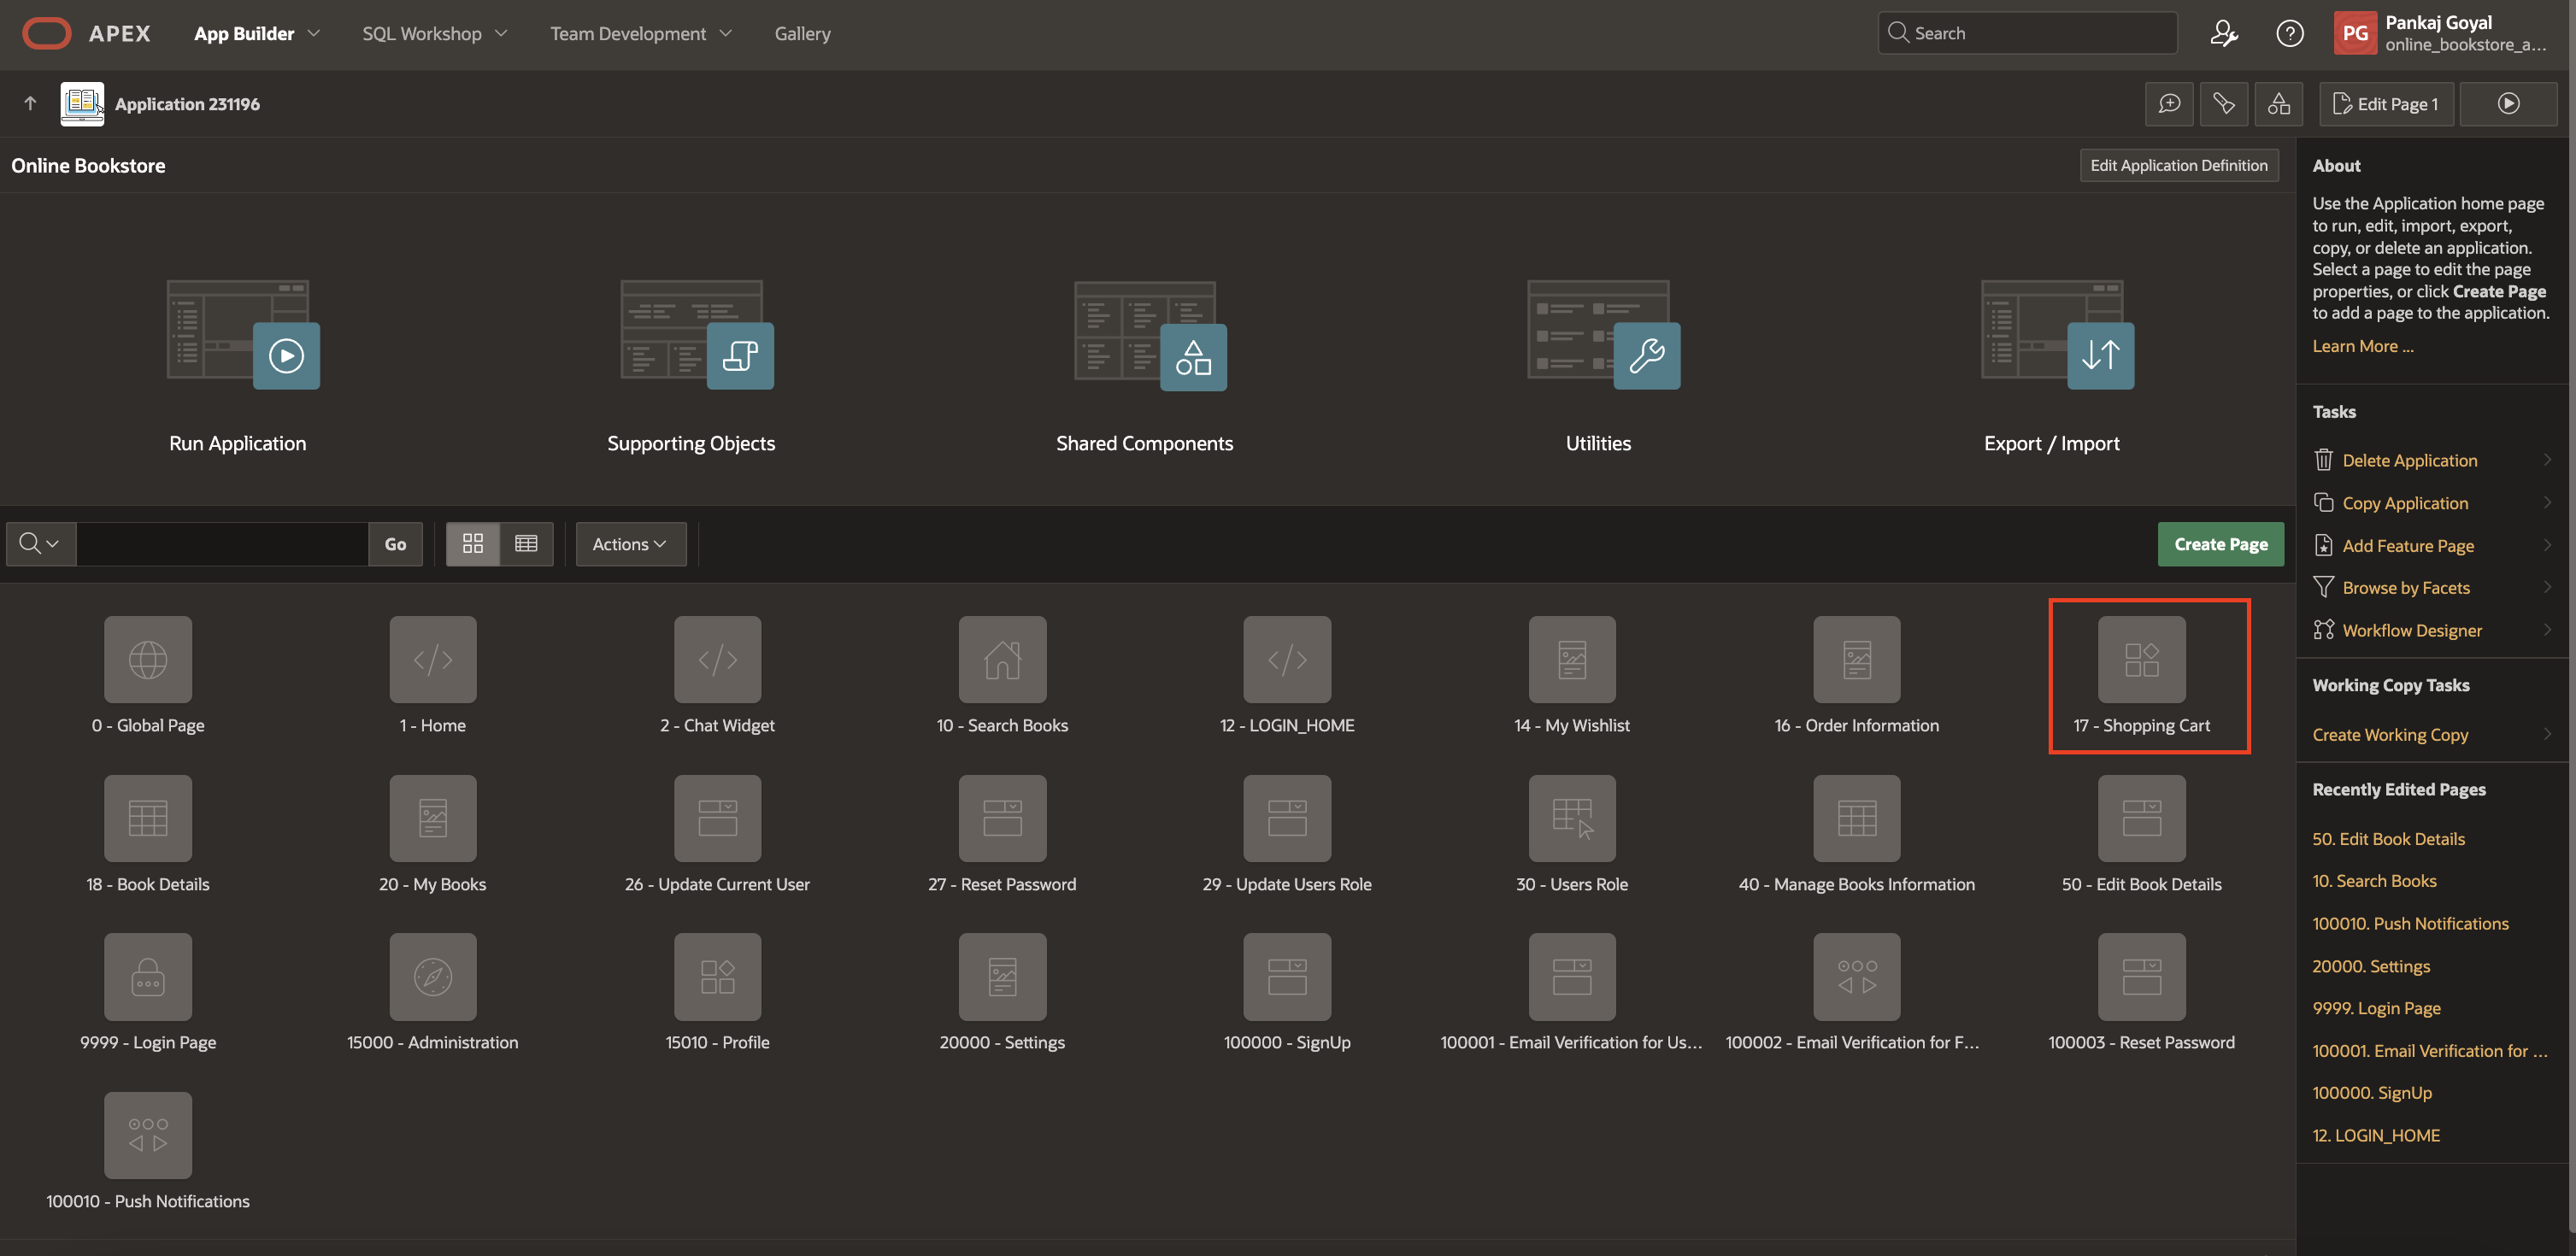 APEX
App Builder
SQL Workshop
Team Development
Gallery
Search
PG
Pankaj Goyal
online_bookstore_a...
Application 231196
Edit Page 1
Online Bookstore
Edit Application Definition
Run Application
Supporting Objects
Shared Components
Utilities
Export / Import
Go
Actions
Create Page
0 - Global Page
1 - Home
2 - Chat Widget
10 - Search Books
12 - LOGIN_HOME
14 - My Wishlist
16 - Order Information
17 - Shopping Cart
18 - Book Details
20 - My Books
26 - Update Current User
27 - Reset Password
29 - Update Users Role
30 - Users Role
40 - Manage Books Information
50 - Edit Book Details
9999 - Login Page
15000 - Administration
15010 - Profile
20000 - Settings
100000 - SignUp
100001 - Email Verification for Us...
100002 - Email Verification for F...
100003 - Reset Password
100010 - Push Notifications
About
Use the Application home page
to run, edit, import, export,
copy, or delete an application.
Select a page to edit the page
properties, or click Create Page
to add a page to the application.
Learn More ...
Tasks
Delete Application
Copy Application
Add Feature Page
Browse by Facets
Workflow Designer
Working Copy Tasks
Create Working Copy
Recently Edited Pages
50. Edit Book Details
10. Search Books
100010. Push Notifications
20000. Settings
9999. Login Page
100001. Email Verification for ...
100000. SignUp
12. LOGIN_HOME